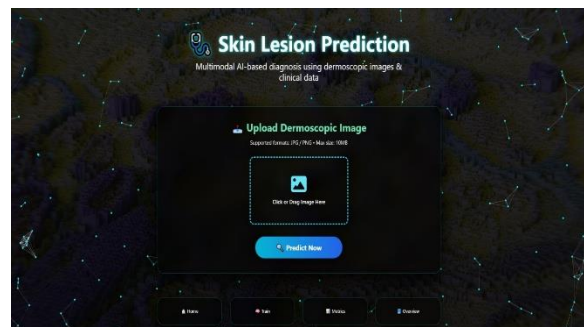 Skin Lesion Prediction
Multimodal AI-based diagnosis using dermoscopic images &
clinical data
Upload Dermoscopic Image
Supported formats: JPG / PNG • Max size: 10MB
Click or Drag Image Here
Predict Now
Home
Train
Metrics
Overview